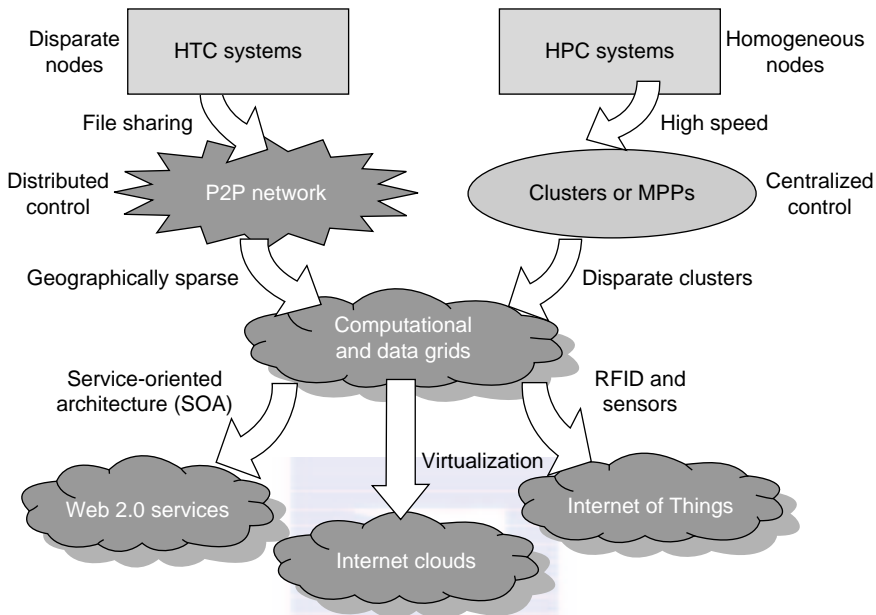 Disparate
nodes
HTC systems
HPC systems
Homogeneous
nodes
File sharing
High speed
Distributed
control
P2P network
Clusters or MPPs
Centralized
control
Geographically sparse
Disparate clusters
Computational
and data grids
Service-oriented
architecture (SOA)
RFID and
sensors
Virtualization
Web 2.0 services
Internet of Things
Internet clouds